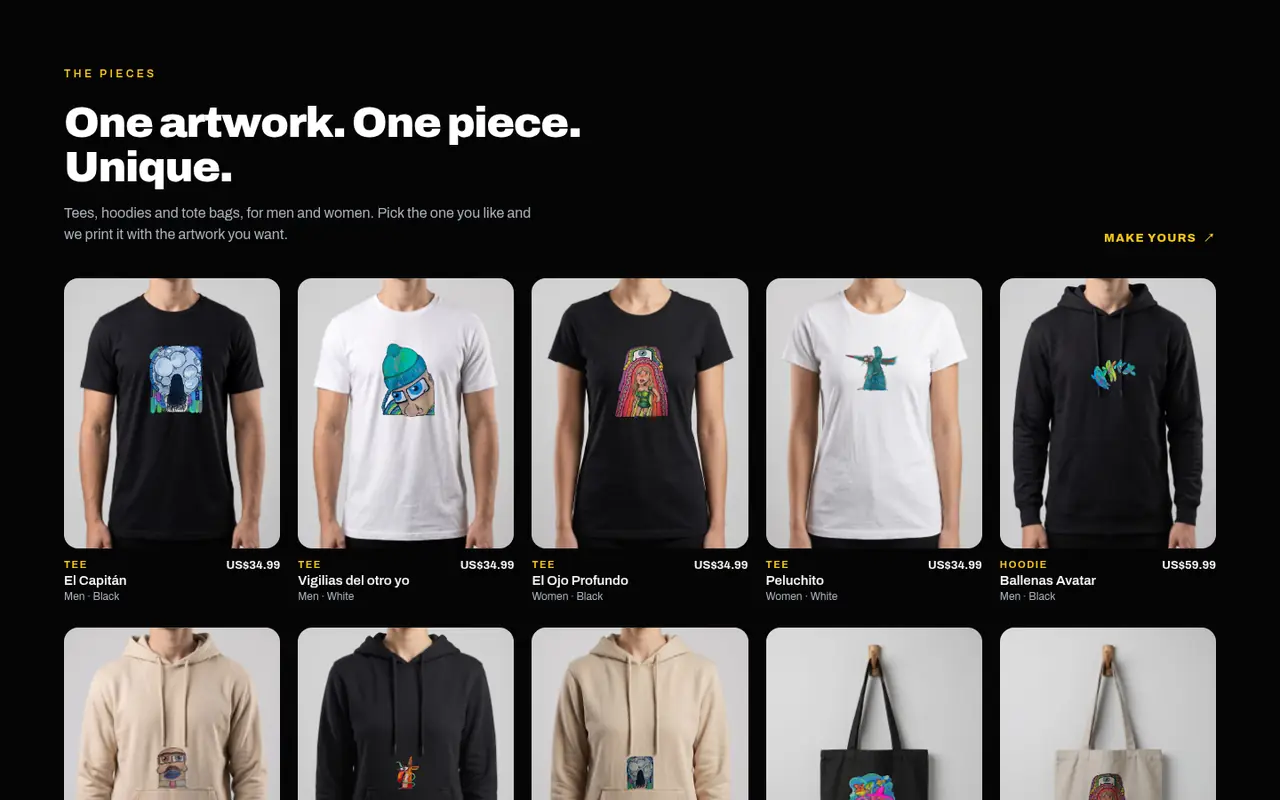 THE PIECES
One artwork. One piece.
Unique.
Tees, hoodies and tote bags, for men and women. Pick the one you like and
we print it with the artwork you want.
MAKE YOURS ↗
TEE US$34.99
El Capitán
Men · Black
TEE US$34.99
Vigilias del otro yo
Men · White
TEE US$34.99
El Ojo Profundo
Women · Black
TEE US$34.99
Peluchito
Women · White
HOODIE US$59.99
Ballenas Avatar
Men · Black